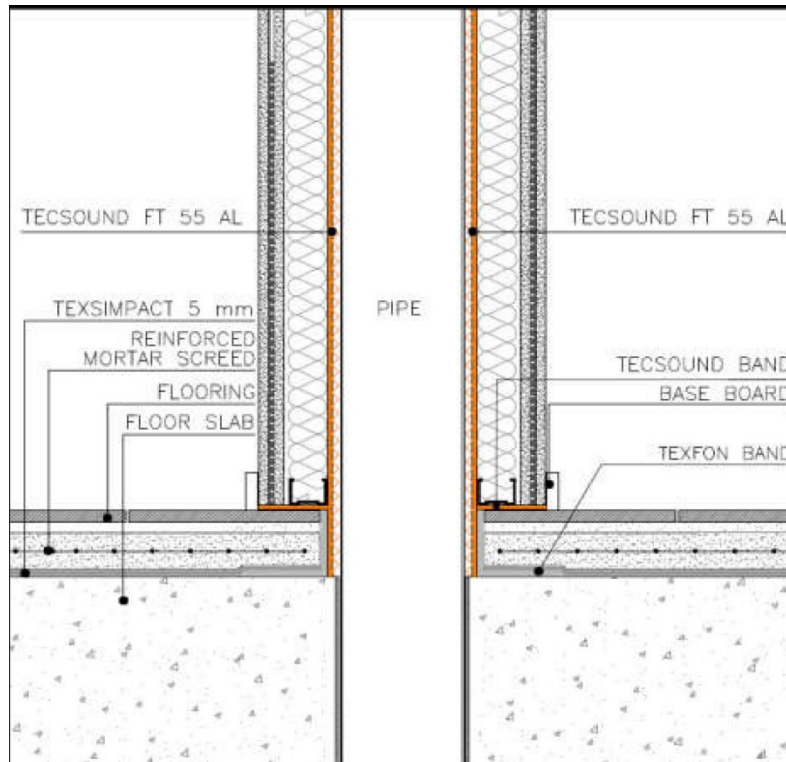 TECSOUND FT 55 AL
TECSOUND FT 55 AL
TEXSIMPACT 5 mm
REINFORCED
MORTAR SCREED
FLOORING
FLOOR SLAB
PIPE
TECSOUND BAND
BASE BOARD
TEXFON BAND